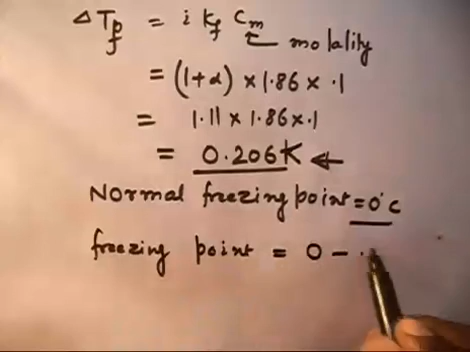 ΔTf = i Kf Cm
molality
= (1+α) × 1.86 × .1
= 1.11 × 1.86 × .1
= 0.206K
Normal freezing point = 0°C
freezing point = 0 - .